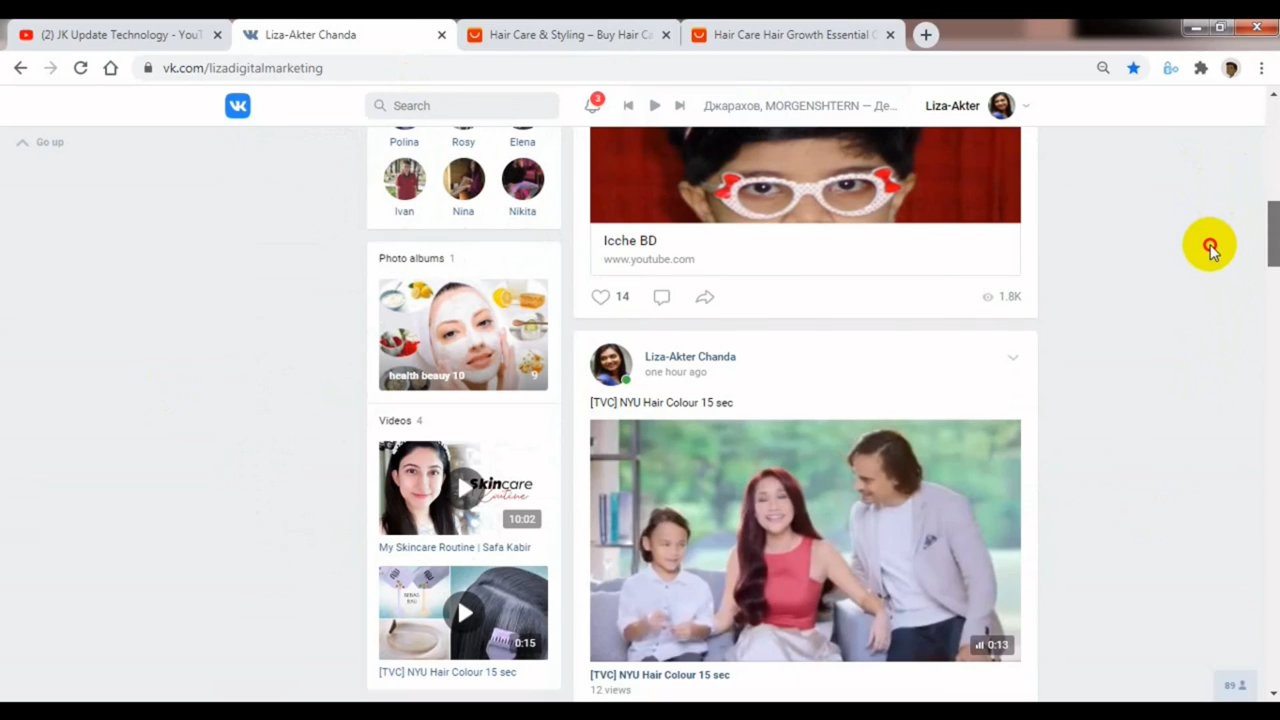 (2) JK Update Technology - YouT
Liza-Akter Chanda
Hair Care & Styling – Buy Hair Ca
Hair Care Hair Growth Essential O
vk.com/lizadigitalmarketing
Search
3
Джарахов, MORGENSHTERN — Де...
Liza-Akter
Go up
Polina
Rosy
Elena
Ivan
Nina
Nikita
Photo albums 1
health beauy 10
9
Videos 4
Skincare
Routine
10:02
My Skincare Routine | Safa Kabir
0:15
[TVC] NYU Hair Colour 15 sec
Icche BD
www.youtube.com
14
1.8K
Liza-Akter Chanda
one hour ago
[TVC] NYU Hair Colour 15 sec
0:13
[TVC] NYU Hair Colour 15 sec
12 views
89